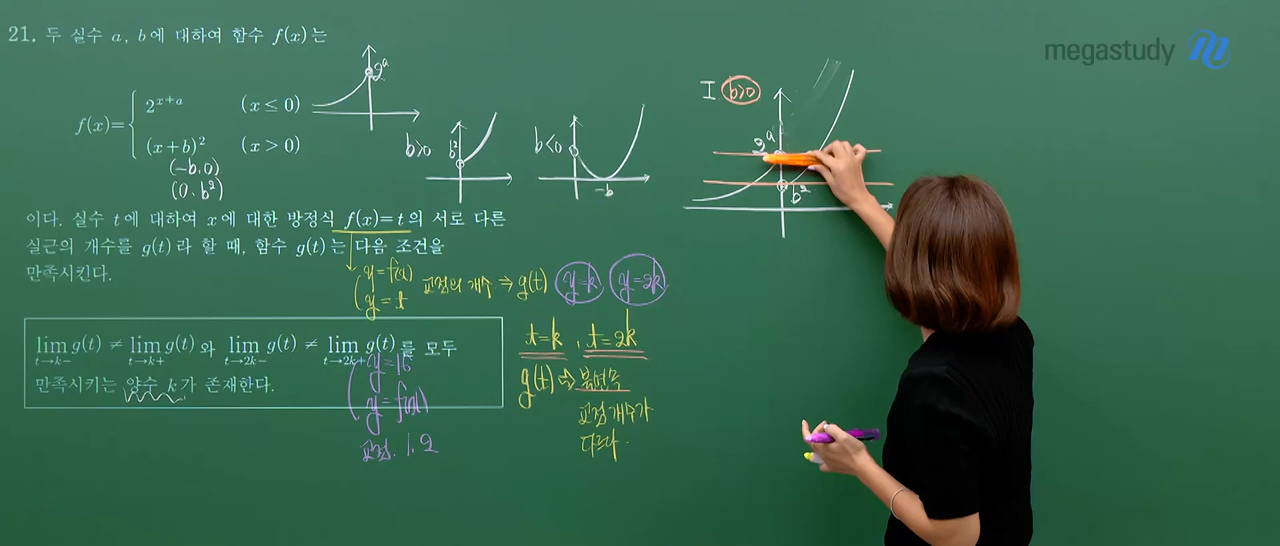 21. 두 실수 a, b에 대하여 함수 f(x)는
f(x)={ 2^{x+a} (x≤0)
(x+b)^2 (x>0)
(-b, 0)
(0, b²)
2^a
b>0
b²
b<0
-b
이다. 실수 t에 대하여 x에 대한 방정식 f(x)=t의 서로 다른
실근의 개수를 g(t)라 할 때, 함수 g(t)는 다음 조건을
만족시킨다.
y=f(x)
y=t
교점의 개수 ⇒ g(t)
y=k
y=2k
lim_{t→k-} g(t) ≠ lim_{t→k+} g(t)와 lim_{t→2k-} g(t) ≠ lim_{t→2k+} g(t)를 모두
만족시키는 양수 k가 존재한다.
y=16
y=f(x)
교점. 1, 2
t=k, t=2k
g(t) ⇒ 불연속
교점 개수가
다르다.
I b>0
2^a
b²
megastudy